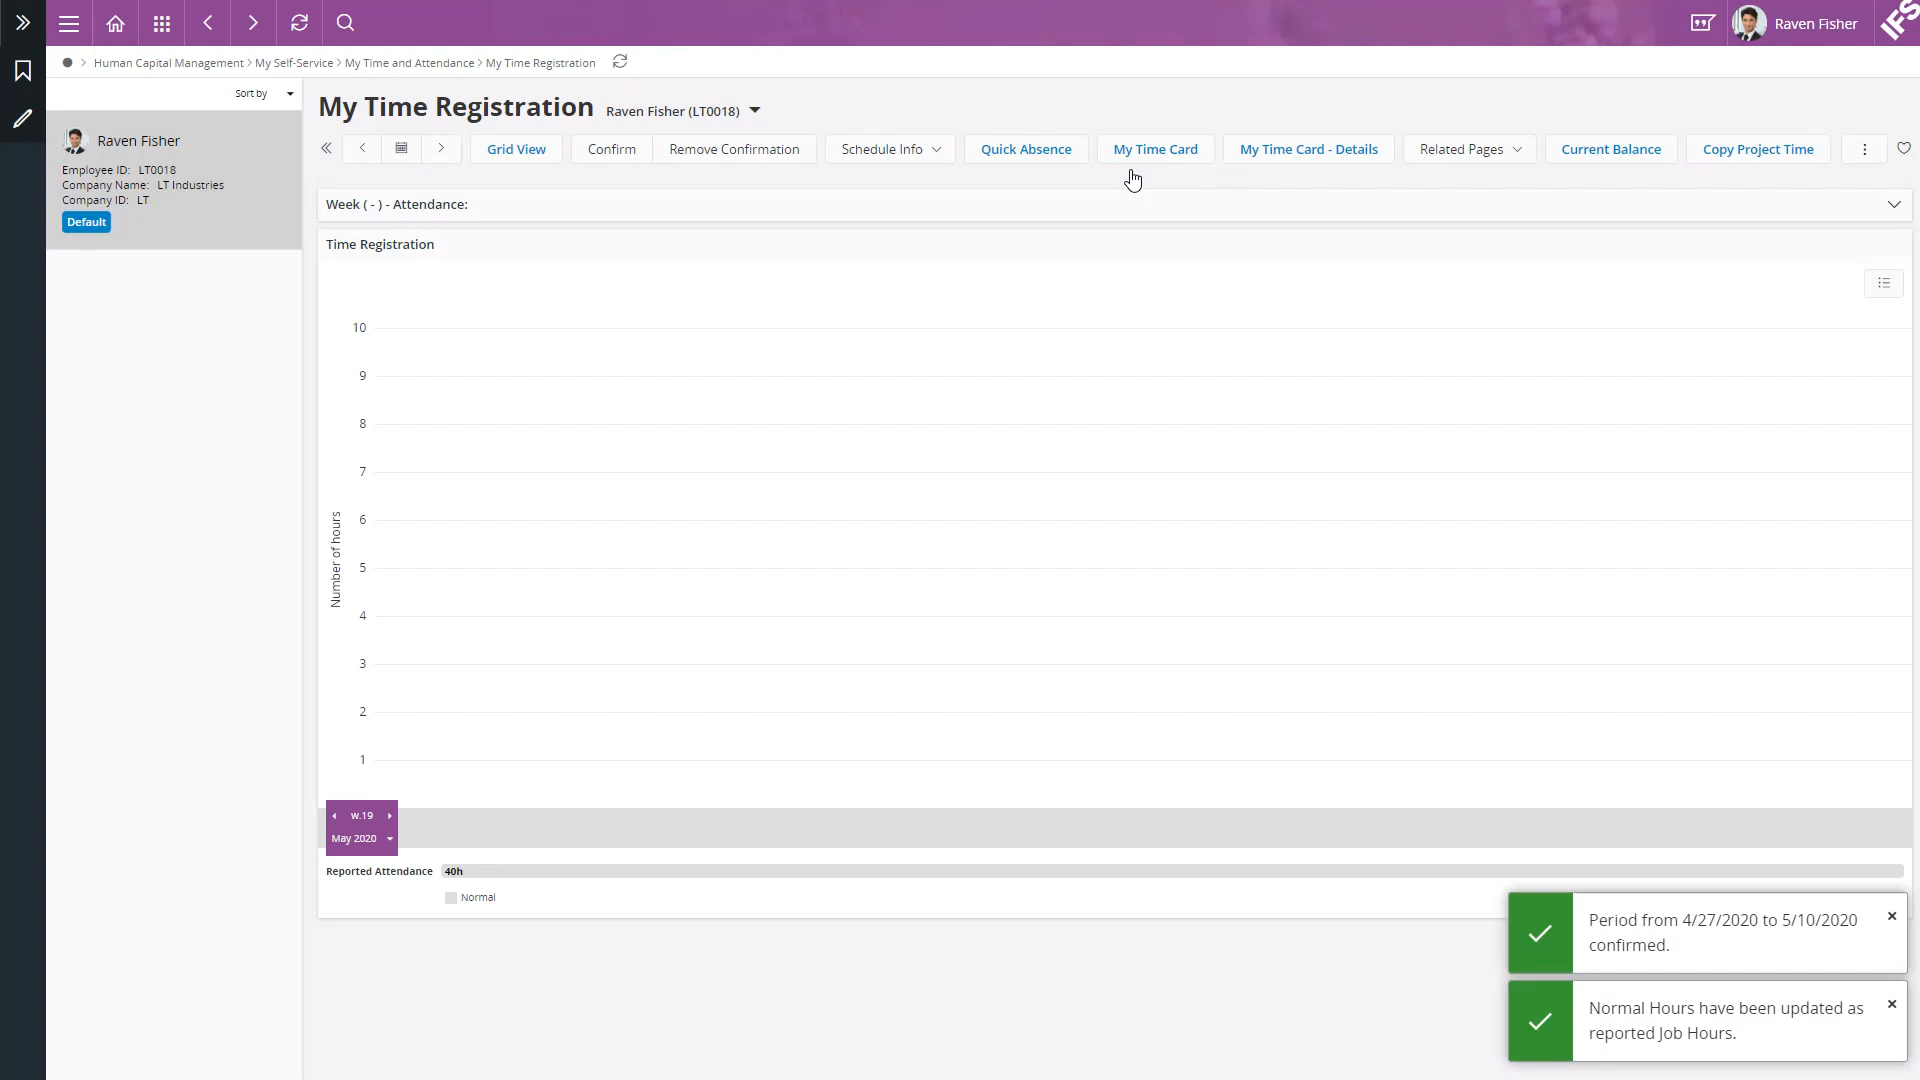 Raven Fisher
IFS
Human Capital Management > My Self-Service > My Time and Attendance > My Time Registration
Sort by
Raven Fisher
Employee ID: LT0018
Company Name: LT Industries
Company ID: LT
Default
My Time Registration Raven Fisher (LT0018)
Grid View Confirm Remove Confirmation Schedule Info Quick Absence My Time Card My Time Card - Details Related Pages Current Balance Copy Project Time
Week ( - ) - Attendance:
Time Registration
Number of hours
10
9
8
7
6
5
4
3
2
1
w.19
May 2020
Reported Attendance 40h
Normal
Period from 4/27/2020 to 5/10/2020
confirmed.
Normal Hours have been updated as
reported Job Hours.